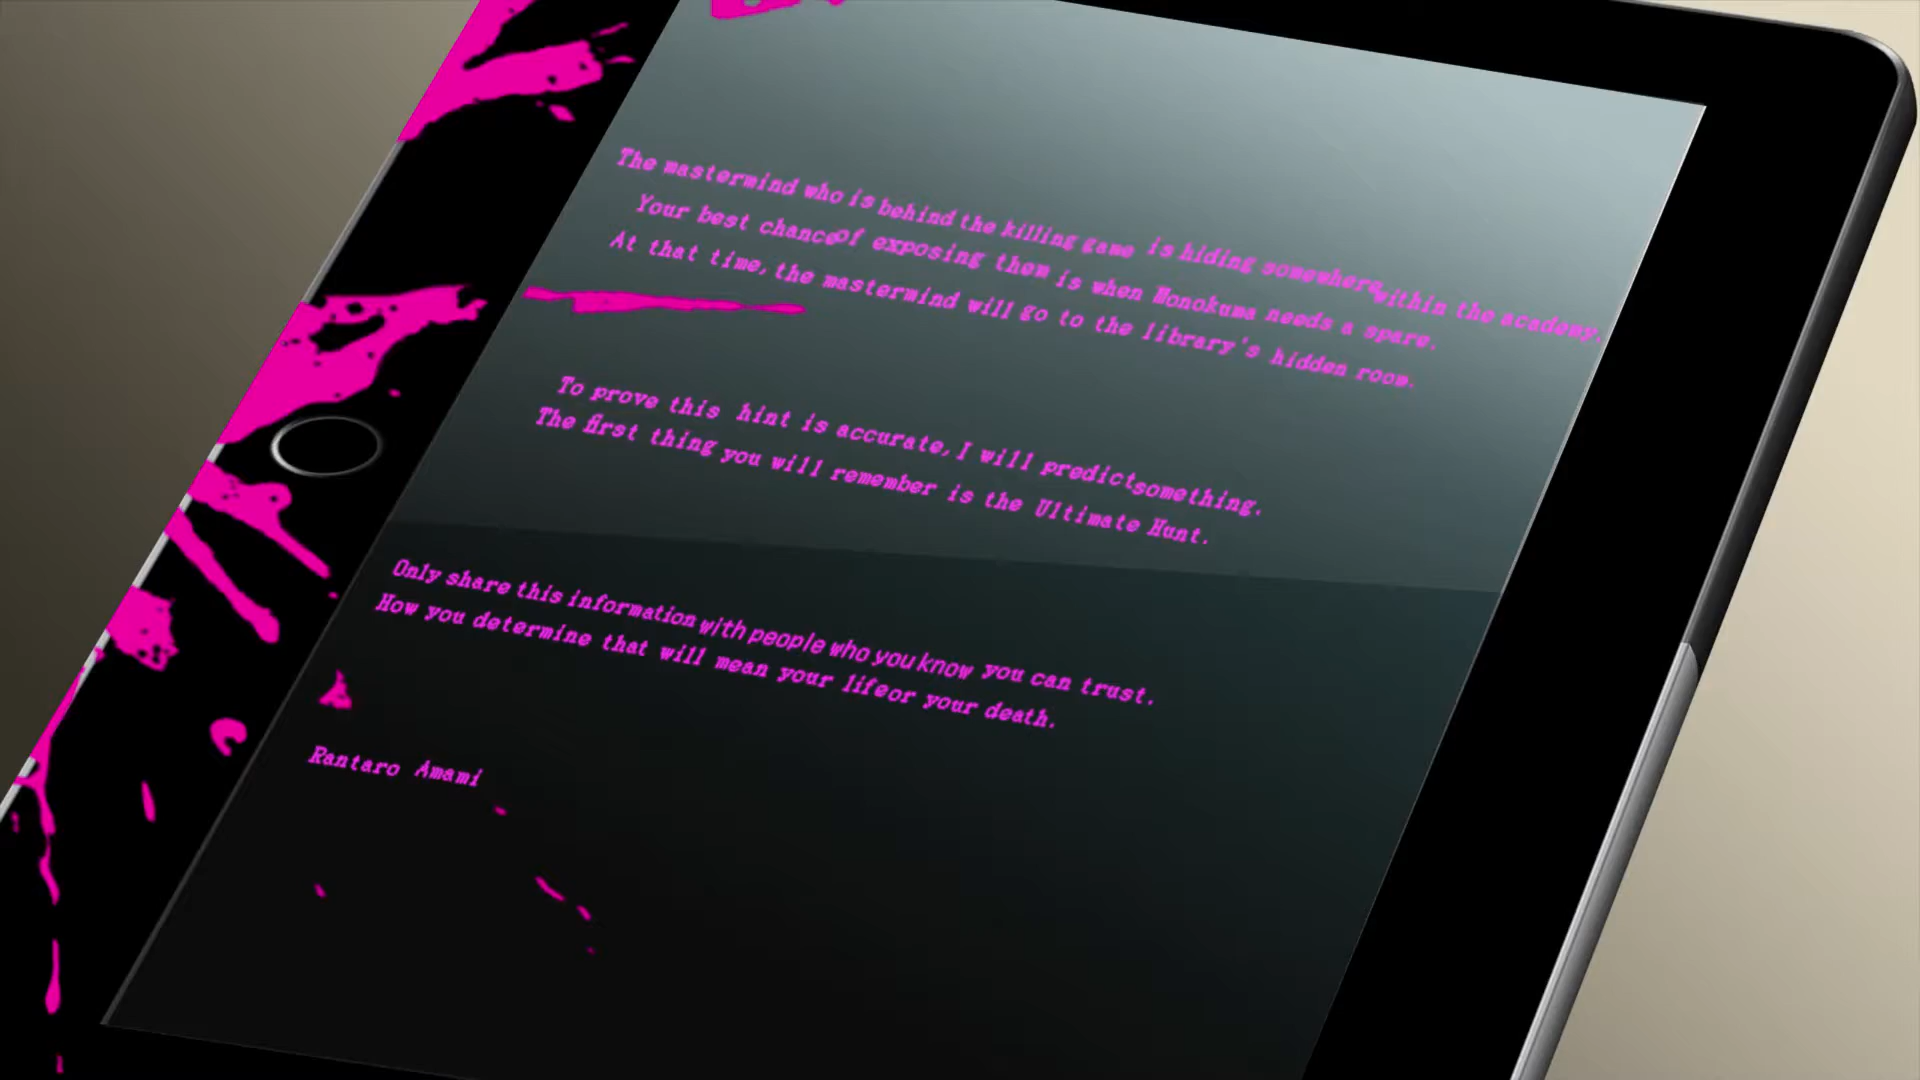 The mastermind who is behind the killing game is hiding somewhere within the academy.
Your best chance of exposing them is when Monokuma needs a spare.
At that time, the mastermind will go to the library's hidden room.
To prove this hint is accurate, I will predict something.
The first thing you will remember is the Ultimate Hunt.
Only share this information with people who you know you can trust.
How you determine that will mean your life or your death.
Rantaro Amami